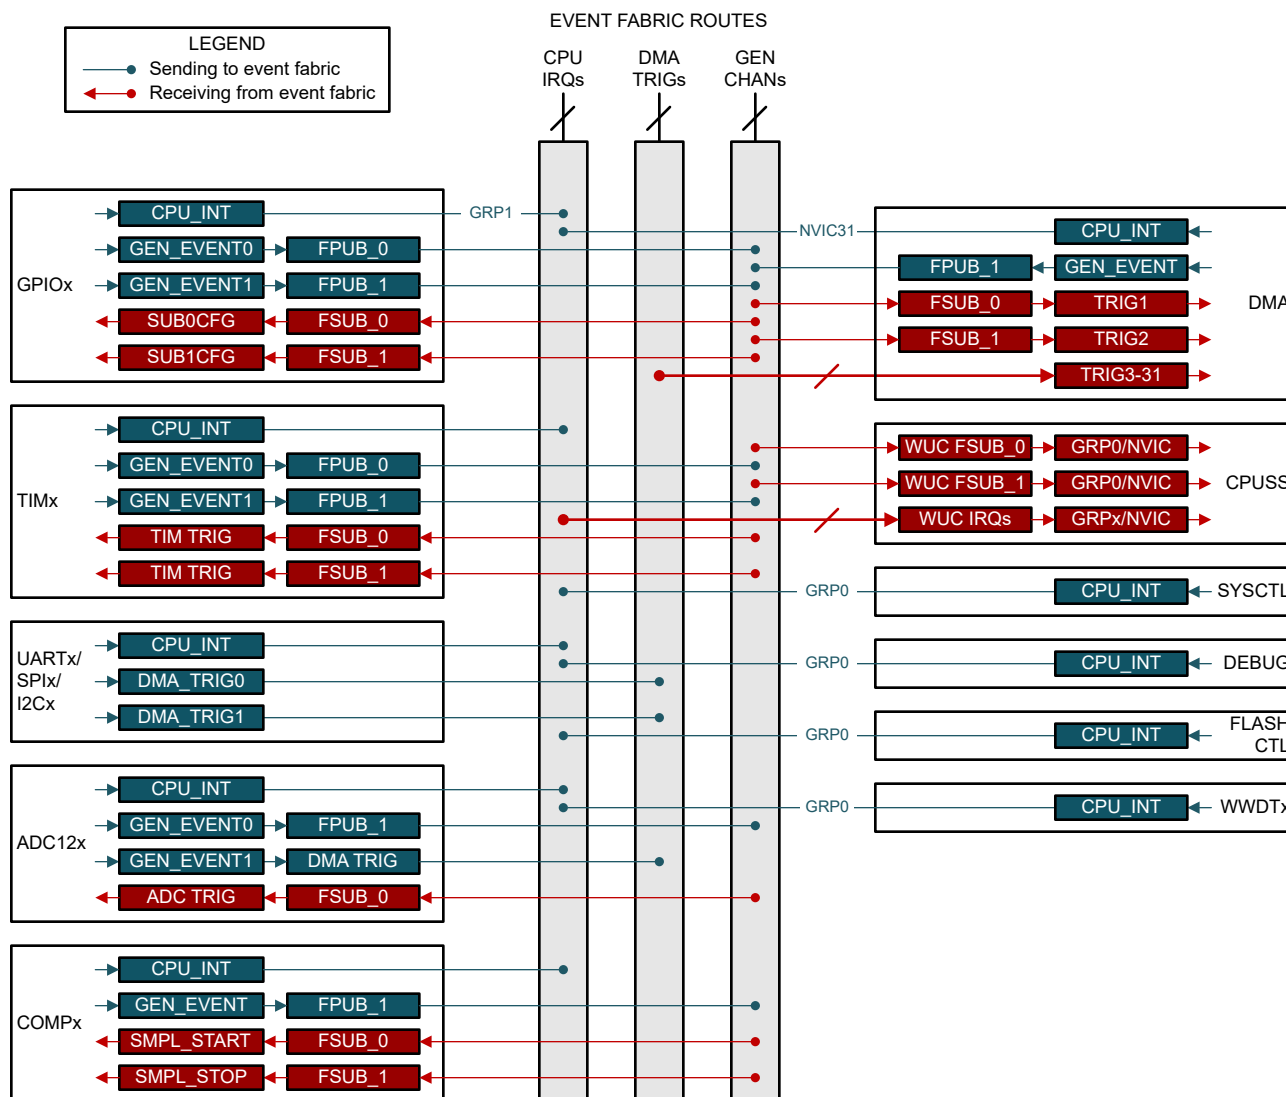 EVENT FABRIC ROUTES
LEGEND
Sending to event fabric
Receiving from event fabric
CPU
IRQs
DMA
TRIGs
GEN
CHANs
GPIOx
CPU_INT
GRP1
GEN_EVENT0
FPUB_0
GEN_EVENT1
FPUB_1
SUB0CFG
FSUB_0
SUB1CFG
FSUB_1
NVIC31
CPU_INT
FPUB_1
GEN_EVENT
FSUB_0
TRIG1
DMA
FSUB_1
TRIG2
TRIG3-31
TIMx
CPU_INT
GEN_EVENT0
FPUB_0
GEN_EVENT1
FPUB_1
TIM TRIG
FSUB_0
TIM TRIG
FSUB_1
WUC FSUB_0
GRP0/NVIC
WUC FSUB_1
GRP0/NVIC
CPUSS
WUC IRQs
GRPx/NVIC
GRP0
CPU_INT
SYSCTL
UARTx/
SPIx/
I2Cx
CPU_INT
DMA_TRIG0
DMA_TRIG1
GRP0
CPU_INT
DEBUG
GRP0
CPU_INT
FLASH
CTL
ADC12x
CPU_INT
GEN_EVENT0
FPUB_1
GEN_EVENT1
DMA TRIG
ADC TRIG
FSUB_0
GRP0
CPU_INT
WWDTx
COMPx
CPU_INT
GEN_EVENT
FPUB_1
SMPL_START
FSUB_0
SMPL_STOP
FSUB_1